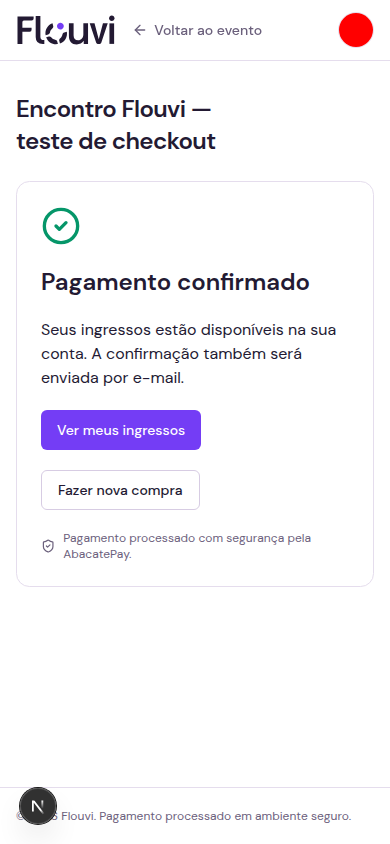 Flouvi
Voltar ao evento
Encontro Flouvi —
teste de checkout
Pagamento confirmado
Seus ingressos estão disponíveis na sua
conta. A confirmação também será
enviada por e-mail.
Ver meus ingressos
Fazer nova compra
Pagamento processado com segurança pela
AbacatePay.
N
© Flouvi. Pagamento processado em ambiente seguro.